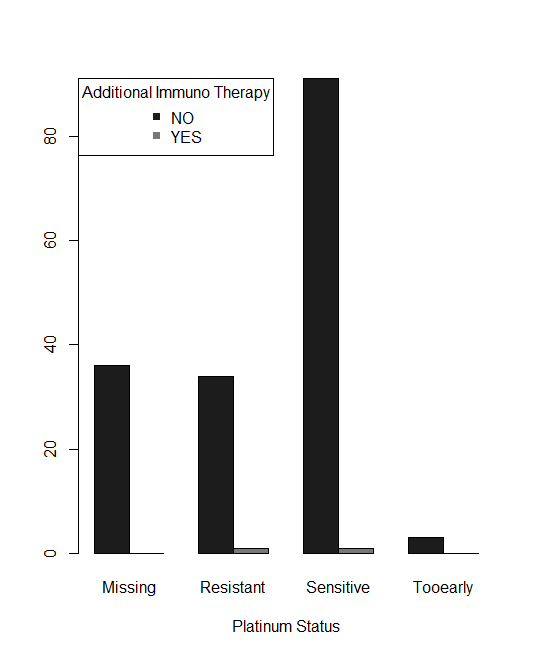 Additional Immuno Therapy
NO
YES
80
60
40
20
0
Missing Resistant Sensitive Tooearly
Platinum Status